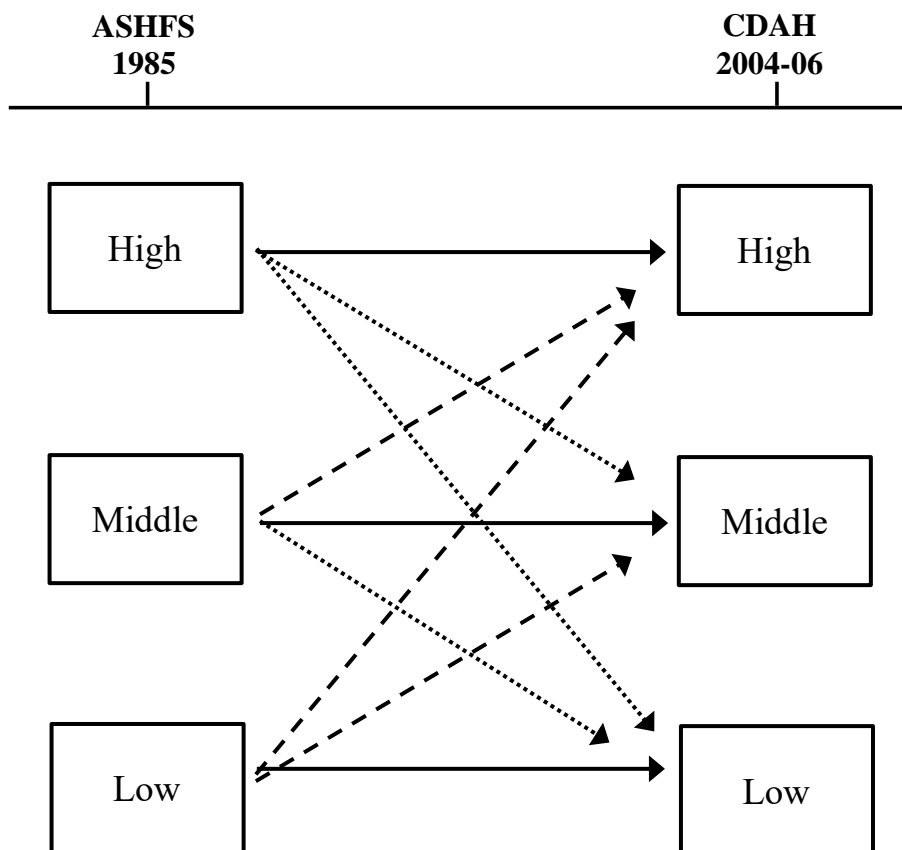 ASHFS
1985
CDAH
2004-06
High
High
Middle
Middle
Low
Low